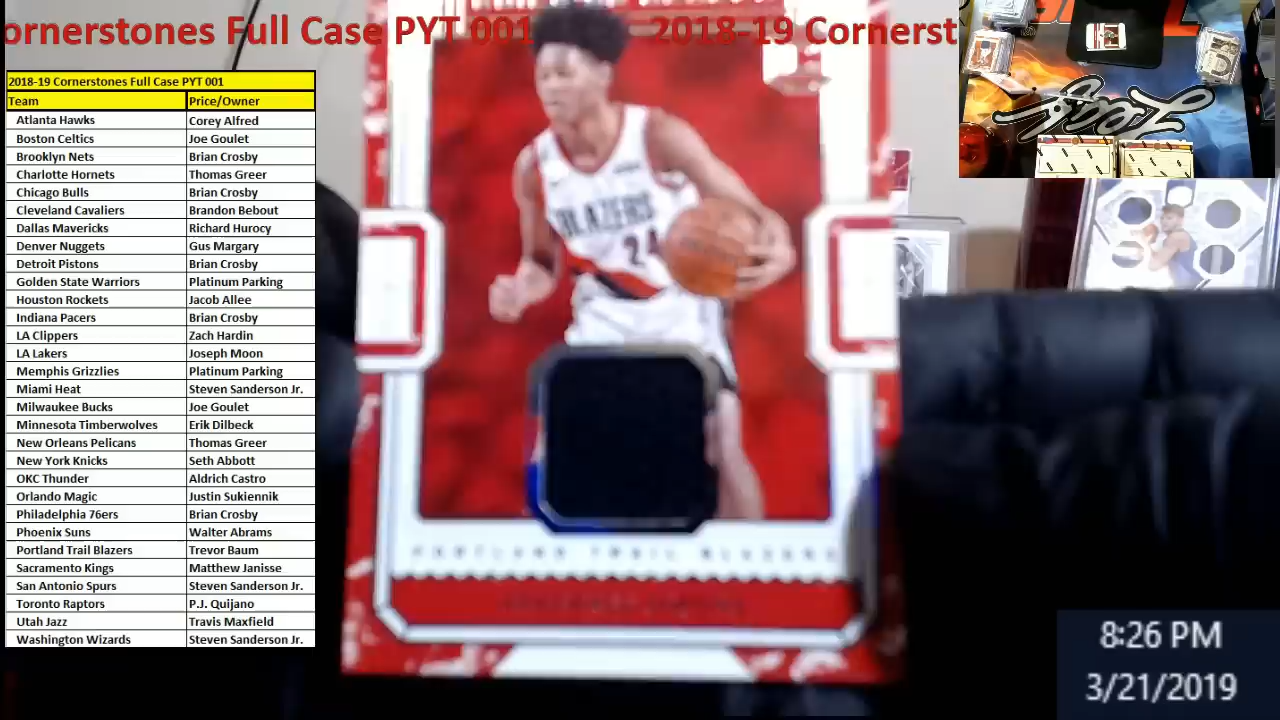 ornerstones Full Case PYT 001 2018-19 Cornerst
2018-19 Cornerstones Full Case PYT 001
Team Price/Owner
Atlanta Hawks Corey Alfred
Boston Celtics Joe Goulet
Brooklyn Nets Brian Crosby
Charlotte Hornets Thomas Greer
Chicago Bulls Brian Crosby
Cleveland Cavaliers Brandon Bebout
Dallas Mavericks Richard Hurocy
Denver Nuggets Gus Margary
Detroit Pistons Brian Crosby
Golden State Warriors Platinum Parking
Houston Rockets Jacob Allee
Indiana Pacers Brian Crosby
LA Clippers Zach Hardin
LA Lakers Joseph Moon
Memphis Grizzlies Platinum Parking
Miami Heat Steven Sanderson Jr.
Milwaukee Bucks Joe Goulet
Minnesota Timberwolves Erik Dilbeck
New Orleans Pelicans Thomas Greer
New York Knicks Seth Abbott
OKC Thunder Aldrich Castro
Orlando Magic Justin Sukiennik
Philadelphia 76ers Brian Crosby
Phoenix Suns Walter Abrams
Portland Trail Blazers Trevor Baum
Sacramento Kings Matthew Janisse
San Antonio Spurs Steven Sanderson Jr.
Toronto Raptors P.J. Quijano
Utah Jazz Travis Maxfield
Washington Wizards Steven Sanderson Jr.
BLAZERS
24
PORTLAND TRAIL BLAZERS
Leaf
8:26 PM
3/21/2019